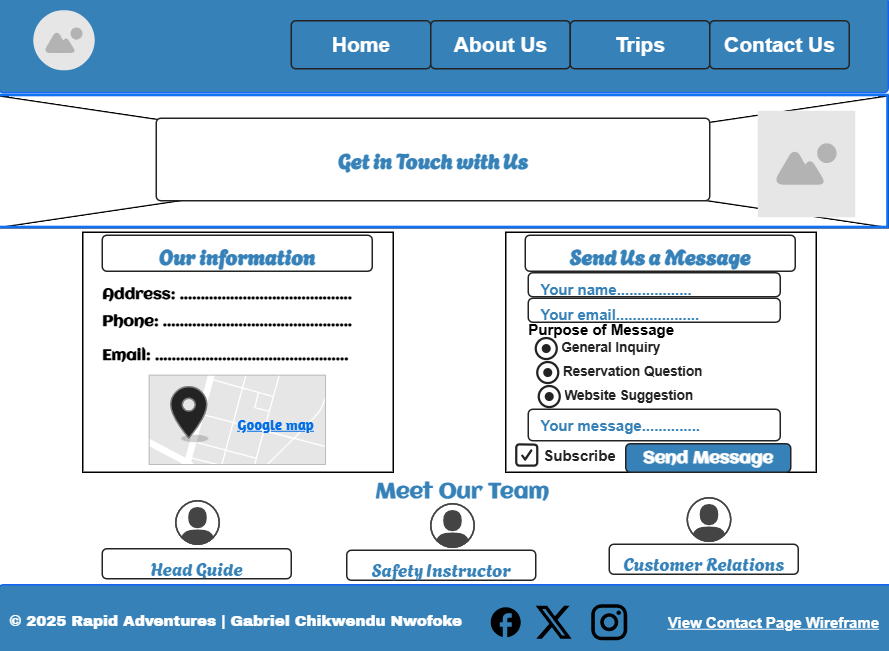 Home
About Us
Trips
Contact Us
Get in Touch with Us
Our information
Address: ..........................................
Phone: ..............................................
Email: ...............................................
Google map
Send Us a Message
Your name..................
Your email....................
Purpose of Message
General Inquiry
Reservation Question
Website Suggestion
Your message..............
Subscribe
Send Message
Meet Our Team
Head Guide
Safety Instructor
Customer Relations
© 2025 Rapid Adventures | Gabriel Chikwendu Nwofoke
View Contact Page Wireframe